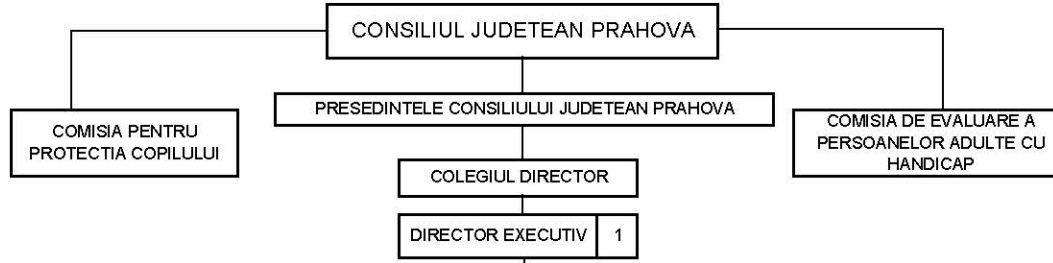 CONSILIUL JUDETEAN PRAHOVA
PRESEDINTELE CONSILIULUI JUDETEAN PRAHOVA
COMISIA PENTRU
PROTECTIA COPILULUI
COMISIA DE EVALUARE A
PERSOANELOR ADULTE CU
HANDICAP
COLEGIUL DIRECTOR
DIRECTOR EXECUTIV 1